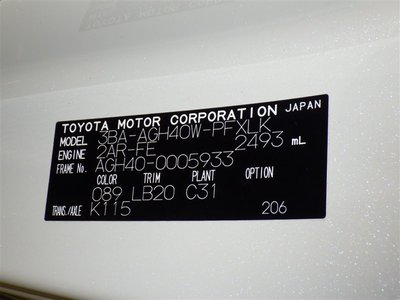 TOYOTA MOTOR CORPORATION JAPAN
MODEL 3BA-AGH40W-PFXLK
ENGINE 2AR-FE 2493 mL
FRAME No. AGH40-0005933
COLOR TRIM PLANT OPTION
089 LB20 C31
TRANS./AXLE K115 206